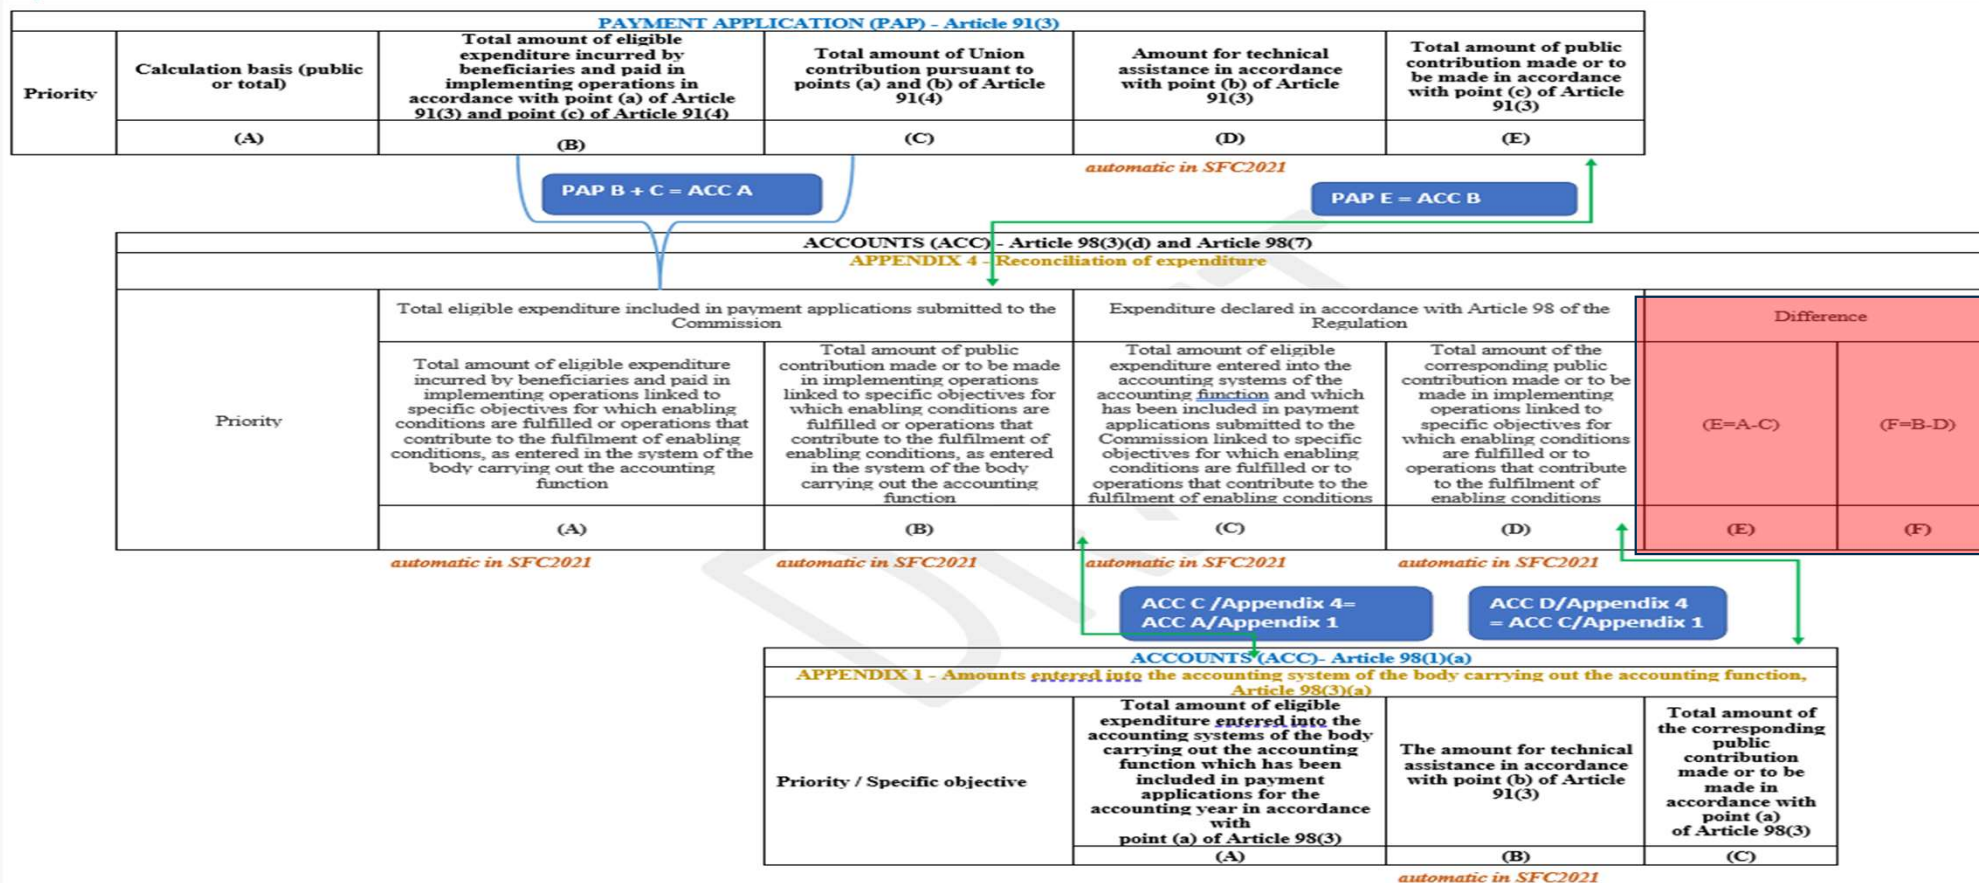 PAYMENT APPLICATION (PAP) - Article 91(3)
Priority
Calculation basis (public
or total)
Total amount of eligible
expenditure incurred by
beneficiaries and paid in
implementing operations in
accordance with point (a) of Article
91(3) and point (c) of Article 91(4)
Total amount of Union
contribution pursuant to
points (a) and (b) of Article
91(4)
Amount for technical
assistance in accordance
with point (b) of Article
91(3)
Total amount of public
contribution made or to
be made in accordance
with point (c) of Article
91(3)
(A)
(B)
(C)
(D)
(E)
automatic in SFC2021
PAP B + C = ACC A
PAP E = ACC B
ACCOUNTS (ACC) - Article 98(3)(d) and Article 98(7)
APPENDIX 4 - Reconciliation of expenditure
Priority
Total eligible expenditure included in payment applications submitted to the
Commission
Expenditure declared in accordance with Article 98 of the
Regulation
Difference
Total amount of eligible expenditure
incurred by beneficiaries and paid in
implementing operations linked to
specific objectives for which enabling
conditions are fulfilled or operations that
contribute to the fulfilment of enabling
conditions, as entered in the system of the
body carrying out the accounting
function
Total amount of public
contribution made or to be made
in implementing operations
linked to specific objectives for
which enabling conditions are
fulfilled or operations that
contribute to the fulfilment of
enabling conditions, as entered
in the system of the body
carrying out the accounting
function
Total amount of eligible
expenditure entered into the
accounting systems of the
accounting function and which
has been included in payment
applications submitted to the
Commission linked to specific
objectives for which enabling
conditions are fulfilled or to
operations that contribute to the
fulfilment of enabling conditions
Total amount of the
corresponding public
contribution made or to be
made in implementing
operations linked to
specific objectives for
which enabling conditions
are fulfilled or to
operations that contribute
to the fulfilment of
enabling conditions
(E=A-C)
(F=B-D)
(A)
(B)
(C)
(D)
(E)
(F)
automatic in SFC2021
automatic in SFC2021
automatic in SFC2021
automatic in SFC2021
ACC C /Appendix 4=
ACC A/Appendix 1
ACC D/Appendix 4
= ACC C/Appendix 1
ACCOUNTS (ACC)- Article 98(1)(a)
APPENDIX 1 - Amounts entered into the accounting system of the body carrying out the accounting function,
Article 98(3)(a)
Priority / Specific objective
Total amount of eligible
expenditure entered into the
accounting systems of the body
carrying out the accounting
function which has been
included in payment
applications for the
accounting year in accordance
with
point (a) of Article 98(3)
The amount for technical
assistance in accordance
with point (b) of Article
91(3)
Total amount of
the corresponding
public
contribution
made or to be
made in
accordance with
point (a)
of Article 98(3)
(A)
(B)
(C)
automatic in SFC2021